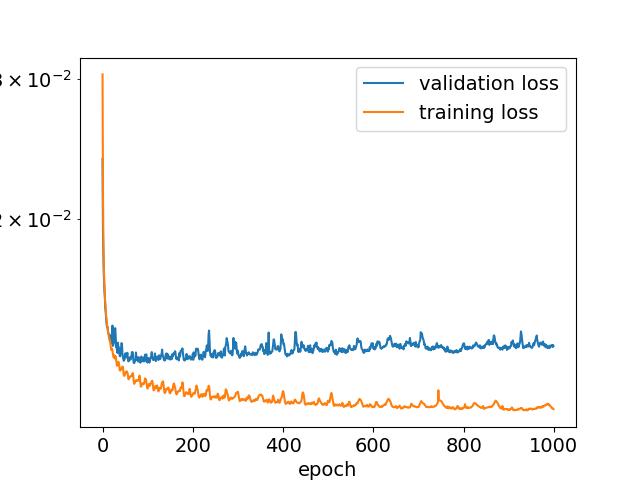 3 × 10⁻²
validation loss
training loss
2 × 10⁻²
0 200 400 600 800 1000
epoch